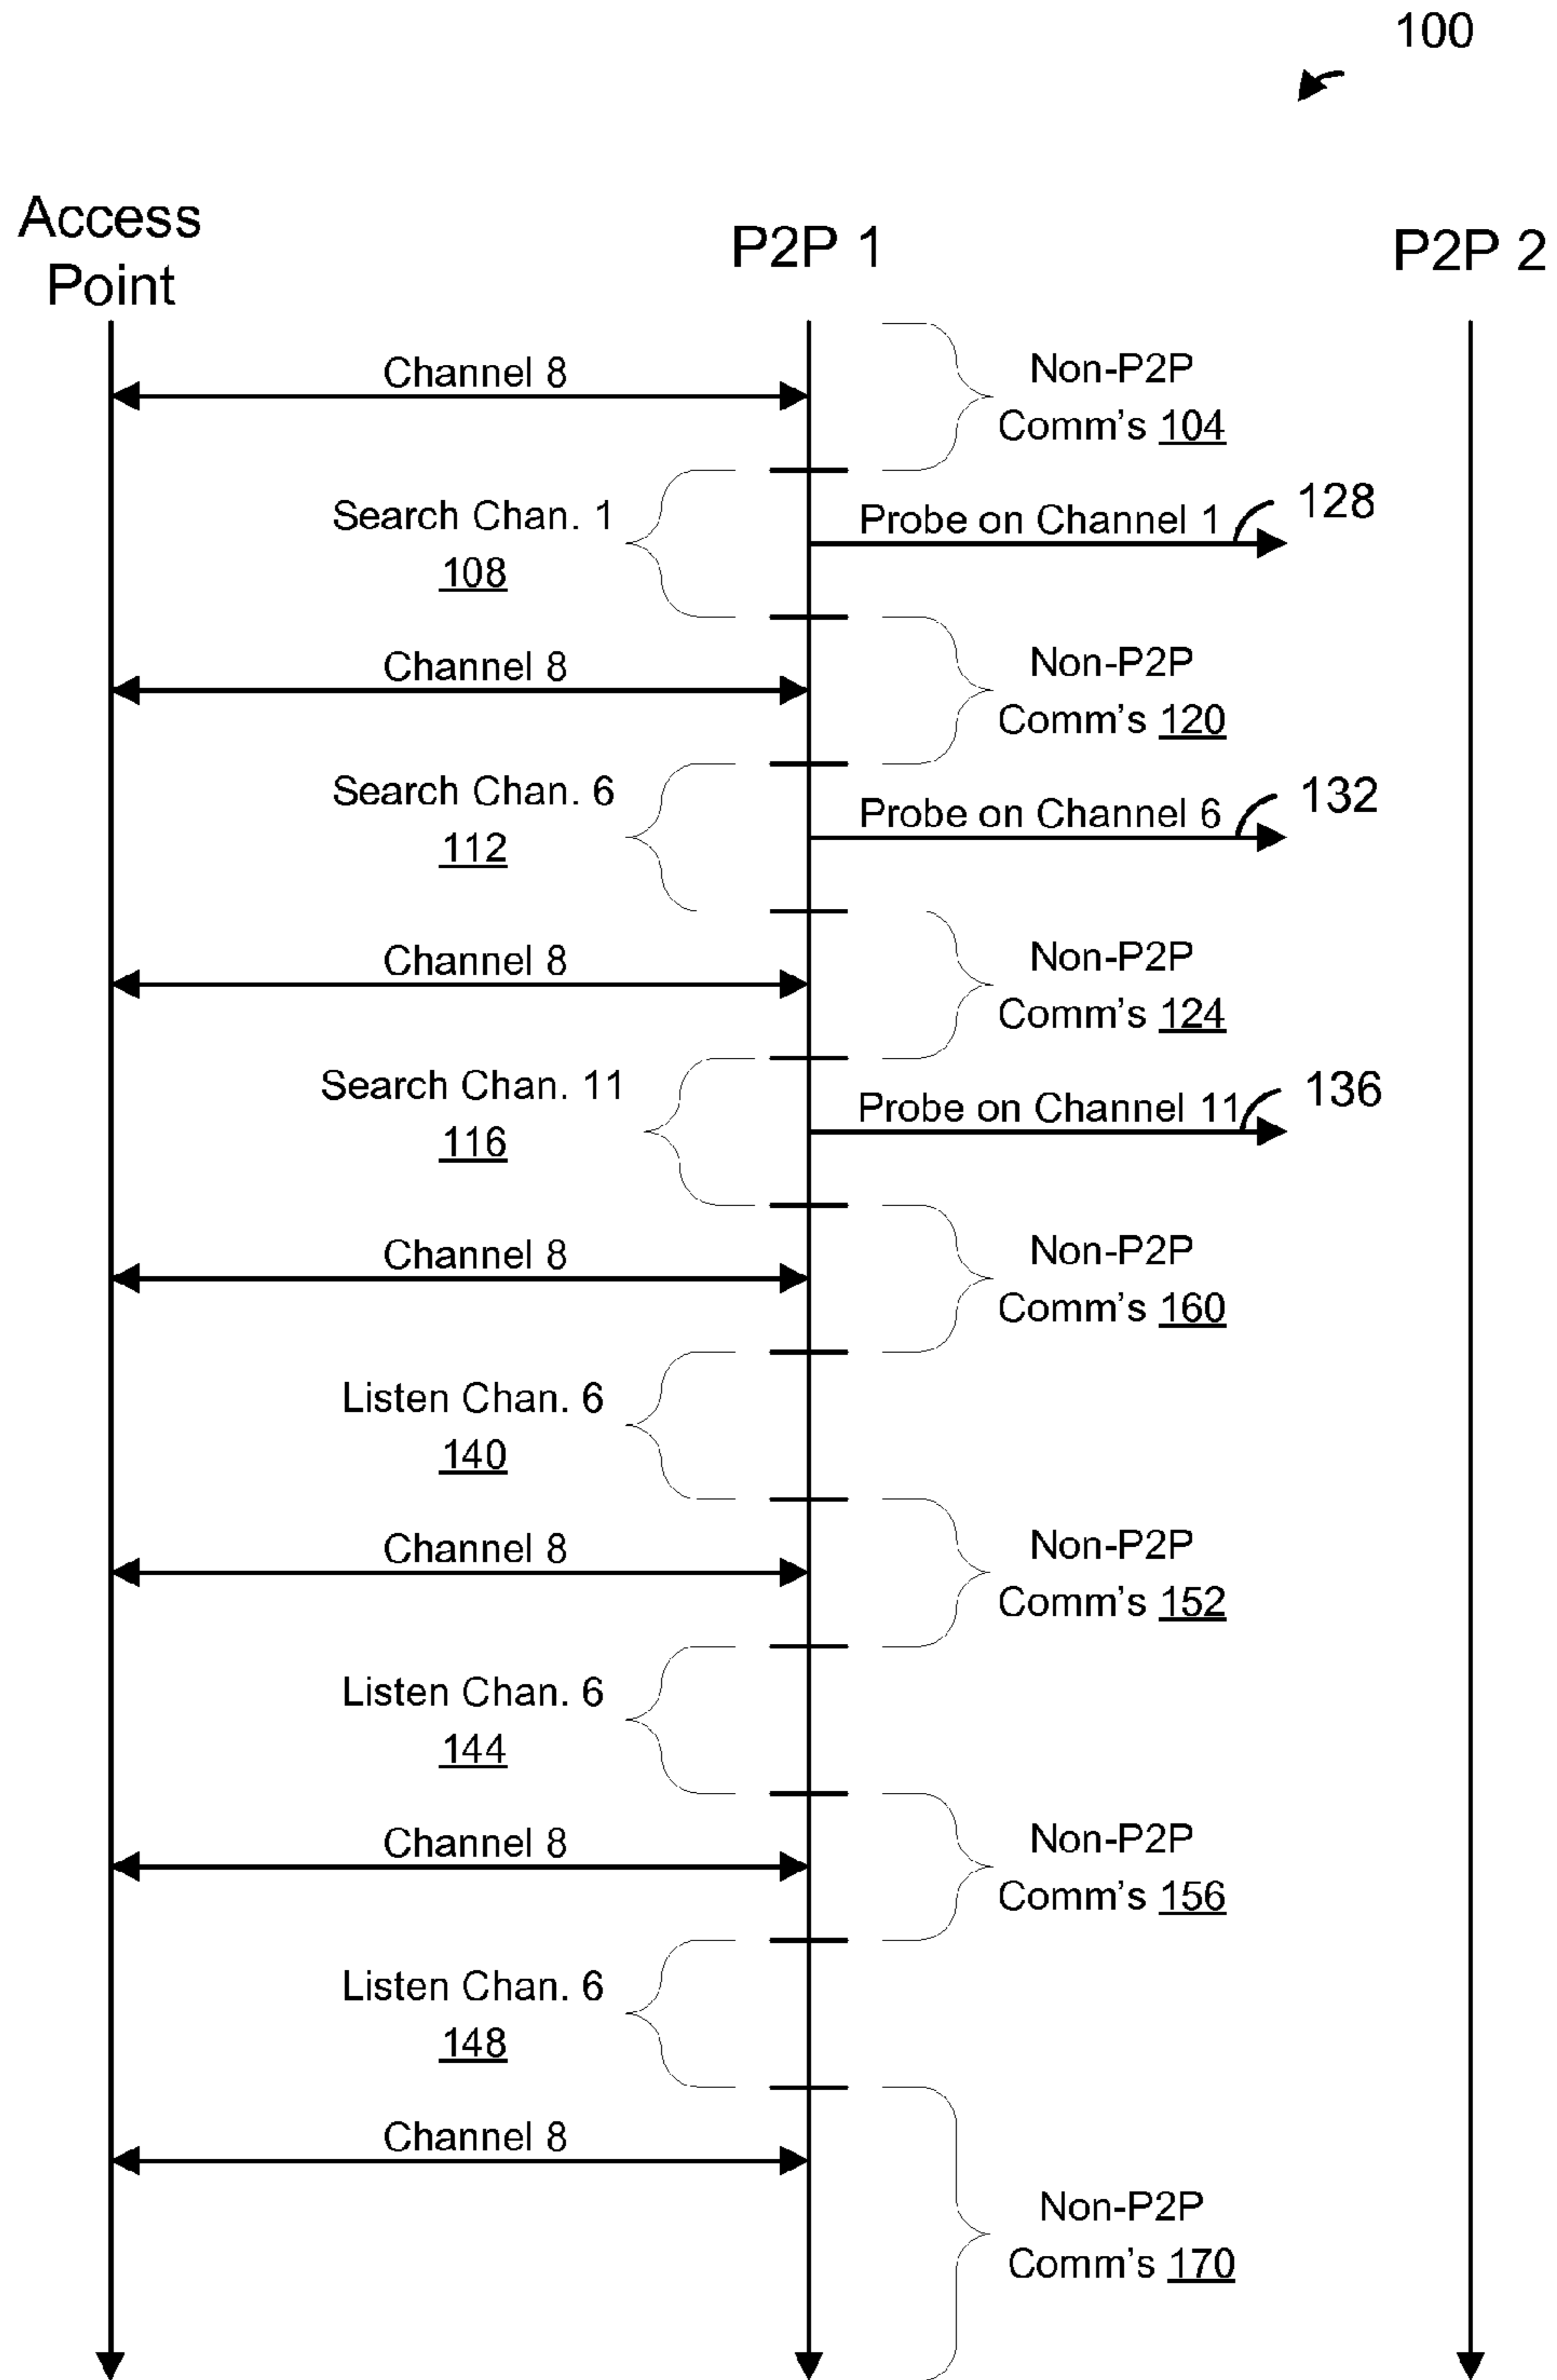 100
Access
Point
P2P 1
P2P 2
Channel 8
Non-P2P
Comm's 104
Search Chan. 1
108
Probe on Channel 1
128
Channel 8
Non-P2P
Comm's 120
Search Chan. 6
112
Probe on Channel 6
132
Channel 8
Non-P2P
Comm's 124
Search Chan. 11
116
Probe on Channel 11
136
Channel 8
Non-P2P
Comm's 160
Listen Chan. 6
140
Channel 8
Non-P2P
Comm's 152
Listen Chan. 6
144
Channel 8
Non-P2P
Comm's 156
Listen Chan. 6
148
Channel 8
Non-P2P
Comm's 170